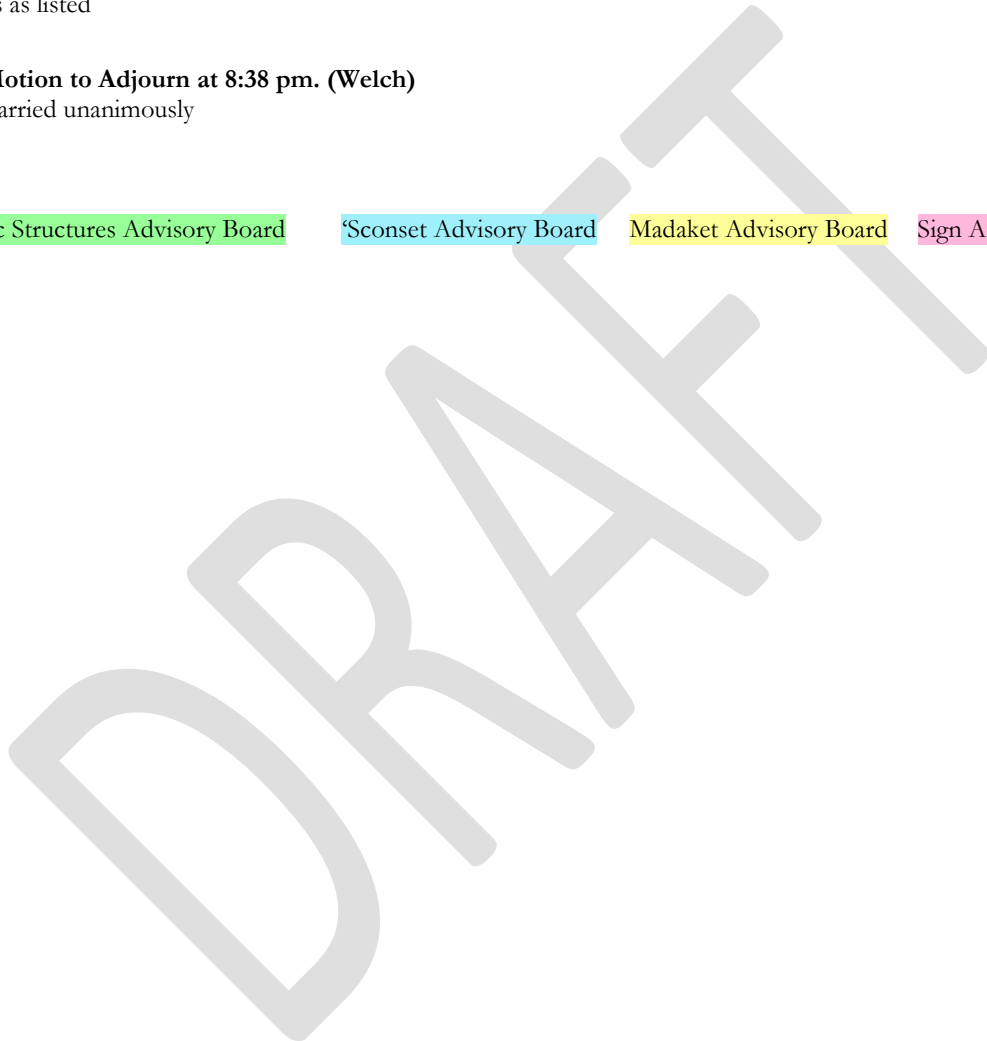 s as listed
Motion to Adjourn at 8:38 pm. (Welch)
arried unanimously
c Structures Advisory Board ‘Sconset Advisory Board Madaket Advisory Board Sign A
DRAFT